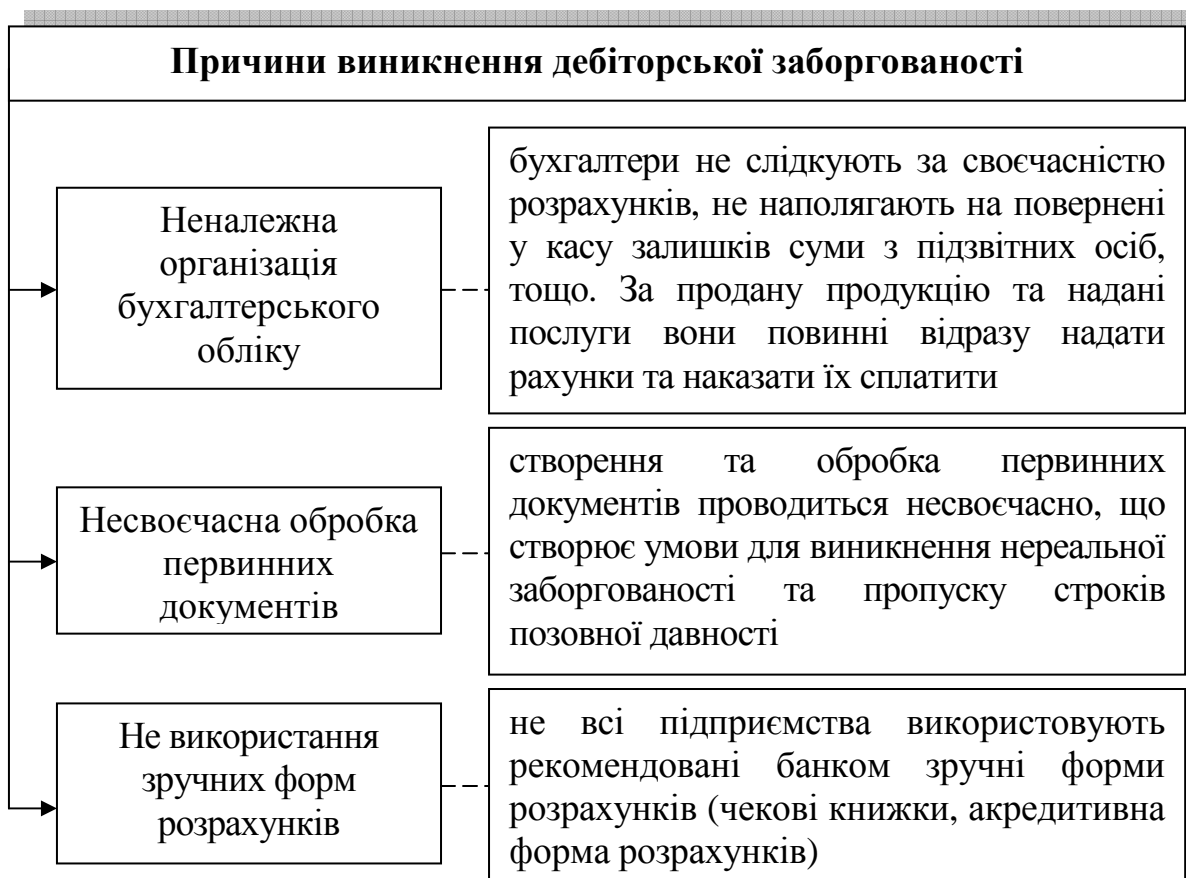 Причини виникнення дебіторської заборгованості
Неналежна
організація
бухгалтерського
обліку
бухгалтери не слідкують за своєчасністю
розрахунків, не наполягають на повернені
у касу залишків суми з підзвітних осіб,
тощо. За продану продукцію та надані
послуги вони повинні відразу надати
рахунки та наказати їх сплатити
Несвоєчасна обробка
первинних
документів
створення та обробка первинних
документів проводиться несвоєчасно, що
створює умови для виникнення нереальної
заборгованості та пропуску строків
позовної давності
Не використання
зручних форм
розрахунків
не всі підприємства використовують
рекомендовані банком зручні форми
розрахунків (чекові книжки, акредитивна
форма розрахунків)